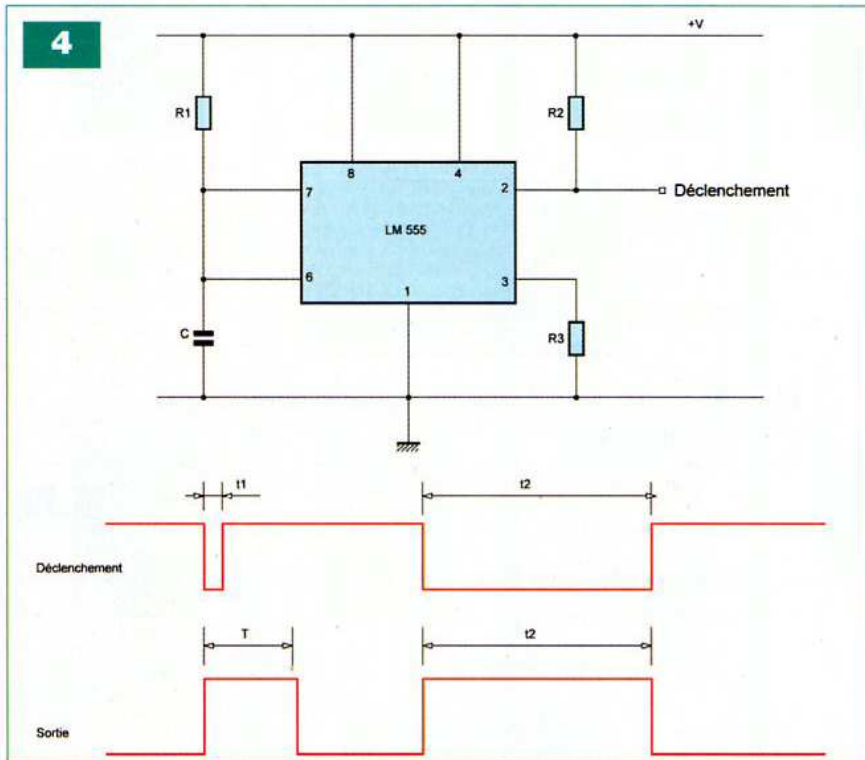 4
+V
R1
R2
8
4
7
2
Déclenchement
LM 555
6
3
1
C
R3
t1
t2
Déclenchement
T
t2
Sortie